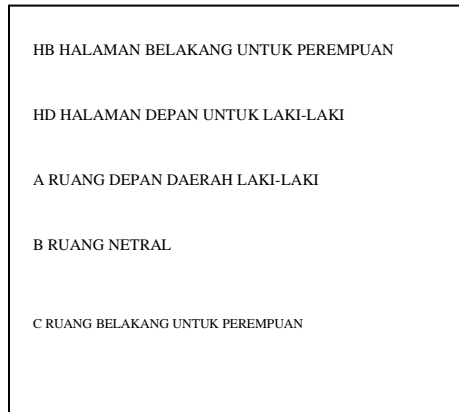 HB HALAMAN BELAKANG UNTUK PEREMPUAN
HD HALAMAN DEPAN UNTUK LAKI-LAKI
A RUANG DEPAN DAERAH LAKI-LAKI
B RUANG NETRAL
C RUANG BELAKANG UNTUK PEREMPUAN